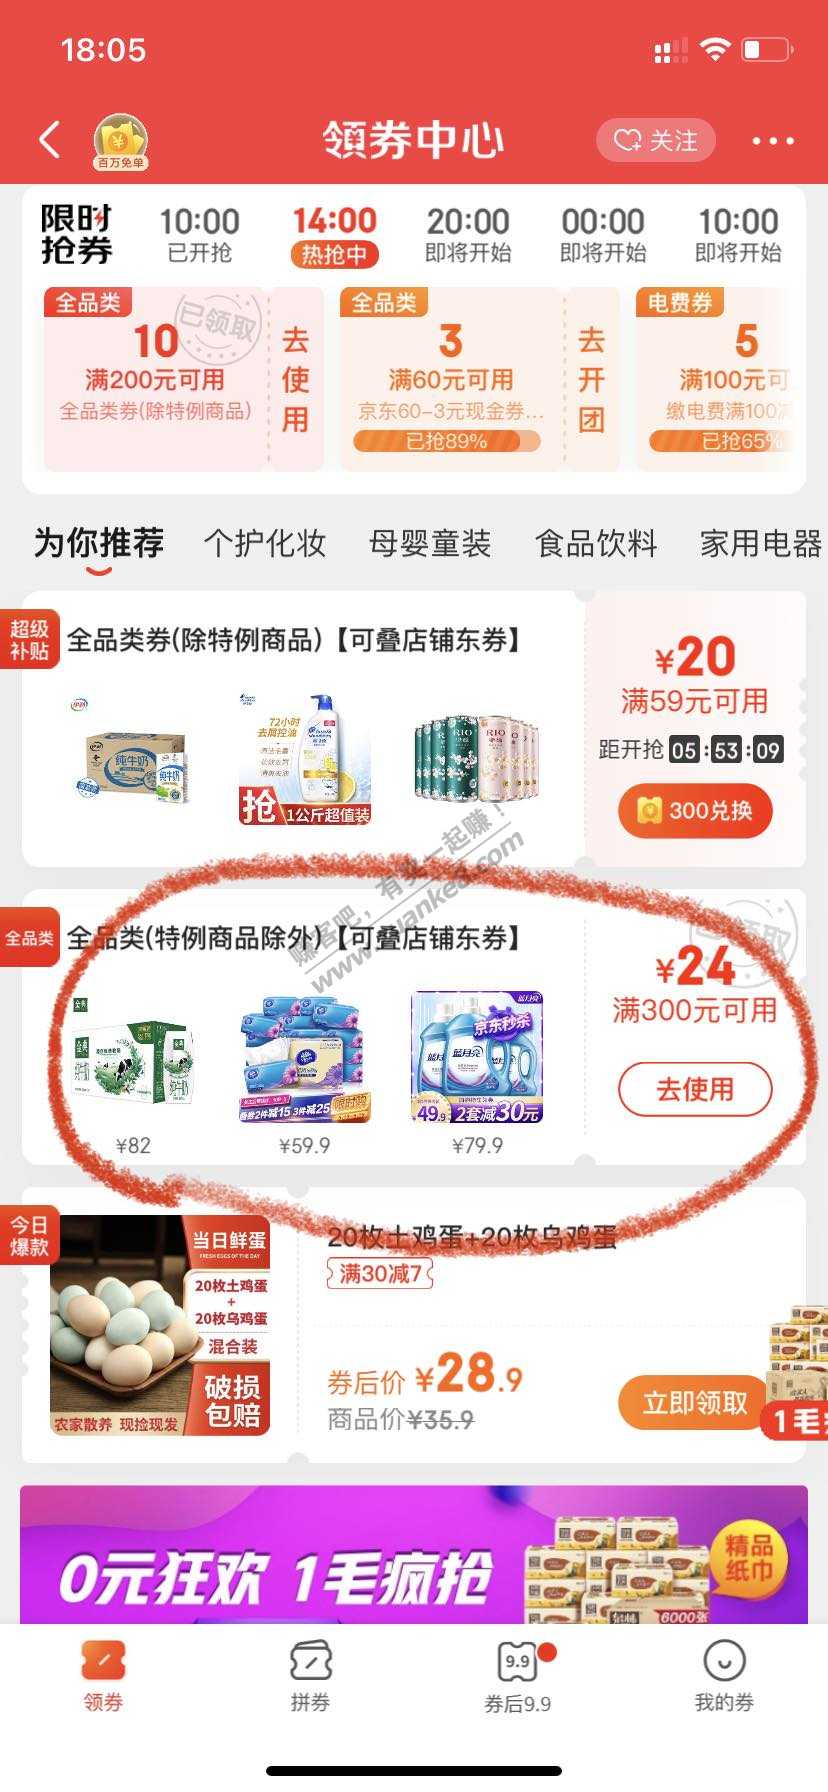 18:05
百万免单
領券中心
关注
限时
抢券
10:00
已开抢
14:00
热抢中
20:00
即将开始
00:00
即将开始
10:00
即将开始
全品类
10
满200元可用
全品类券(除特例商品)
已领取
去使用
全品类
3
满60元可用
京东60-3元现金券...
已抢89%
去开团
电费券
5
满100元可
缴电费满100
已抢65%
为你推荐
个护化妆
母婴童装
食品饮料
家用电器
超级
补贴
全品类券(除特例商品)【可叠店铺东券】
伊利
纯牛奶
72小时
去屑控油
抢
1公斤超值装
RIO
RIO
¥20
满59元可用
距开抢 05:53:09
300兑换
赚客吧,有奖一起赚!
全品类
全品类(特例商品除外)【可叠店铺东券】
金典
¥82
¥59.9
蓝月亮
京东秒杀
49.9
2套减30元
¥79.9
已领取
¥24
满300元可用
去使用
今日
爆款
当日鲜蛋
FRESH EGGS OF THE DAY
20枚土鸡蛋
+
20枚乌鸡蛋
混合装
破损
包赔
农家散养 现捡现发
20枚土鸡蛋+20枚乌鸡蛋
满30减7
券后价 ¥28.9
商品价¥35.9
立即领取
1毛
0元狂欢 1毛疯抢
精品
纸巾
6000张
领券
拼券
9.9
券后9.9
我的券